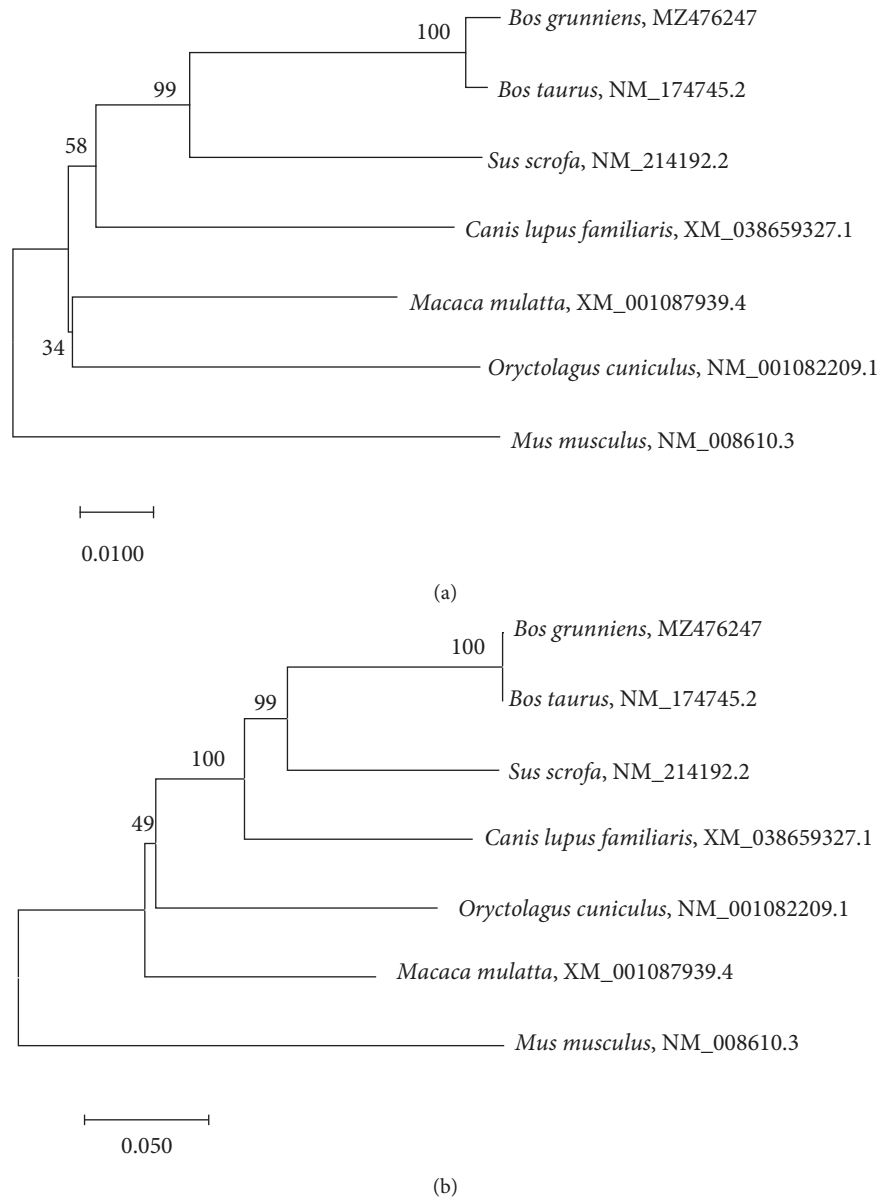 100
Bos grunniens, MZ476247
99
Bos taurus, NM_174745.2
58
Sus scrofa, NM_214192.2
Canis lupus familiaris, XM_038659327.1
Macaca mulatta, XM_001087939.4
34
Oryctolagus cuniculus, NM_001082209.1
Mus musculus, NM_008610.3
0.0100
(a)
100
Bos grunniens, MZ476247
99
Bos taurus, NM_174745.2
100
Sus scrofa, NM_214192.2
49
Canis lupus familiaris, XM_038659327.1
Oryctolagus cuniculus, NM_001082209.1
Macaca mulatta, XM_001087939.4
Mus musculus, NM_008610.3
0.050
(b)